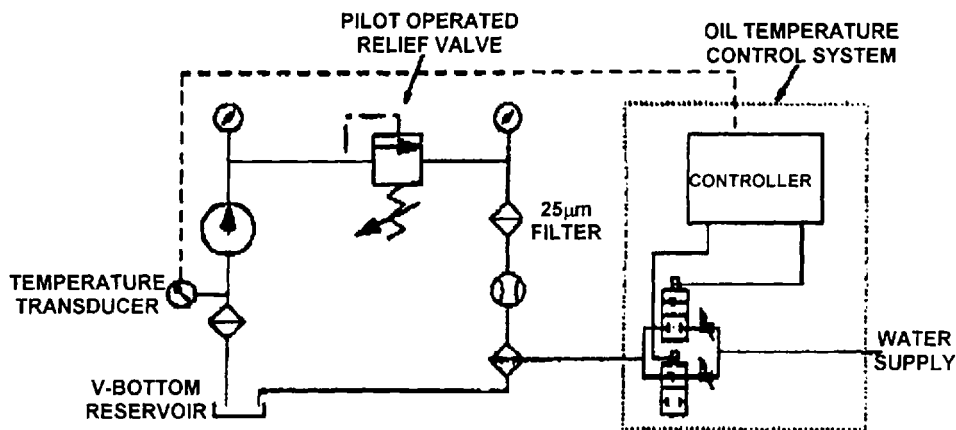 PILOT OPERATED
RELIEF VALVE
OIL TEMPERATURE
CONTROL SYSTEM
CONTROLLER
25μm
FILTER
TEMPERATURE
TRANSDUCER
WATER
SUPPLY
V-BOTTOM
RESERVOIR